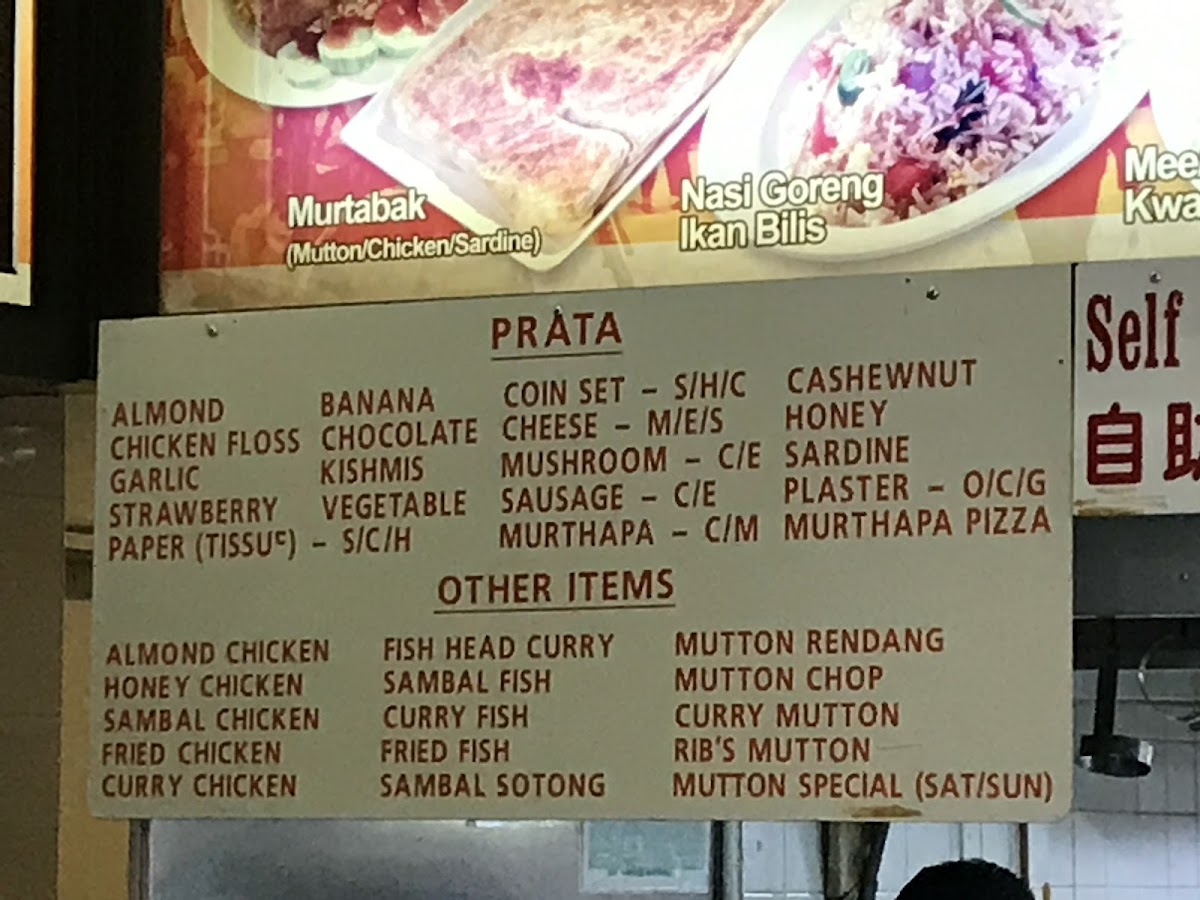 Murtabak
(Mutton/Chicken/Sardine)
Nasi Goreng
Ikan Bilis
Mee
Kwa
PRATA
ALMOND BANANA COIN SET – S/H/C CASHEWNUT
CHICKEN FLOSS CHOCOLATE CHEESE – M/E/S HONEY
GARLIC KISHMIS MUSHROOM – C/E SARDINE
STRAWBERRY VEGETABLE SAUSAGE – C/E PLASTER – O/C/G
PAPER (TISSUE) – S/C/H MURTHAPA – C/M MURTHAPA PIZZA
OTHER ITEMS
ALMOND CHICKEN FISH HEAD CURRY MUTTON RENDANG
HONEY CHICKEN SAMBAL FISH MUTTON CHOP
SAMBAL CHICKEN CURRY FISH CURRY MUTTON
FRIED CHICKEN FRIED FISH RIB'S MUTTON
CURRY CHICKEN SAMBAL SOTONG MUTTON SPECIAL (SAT/SUN)
Self
自助